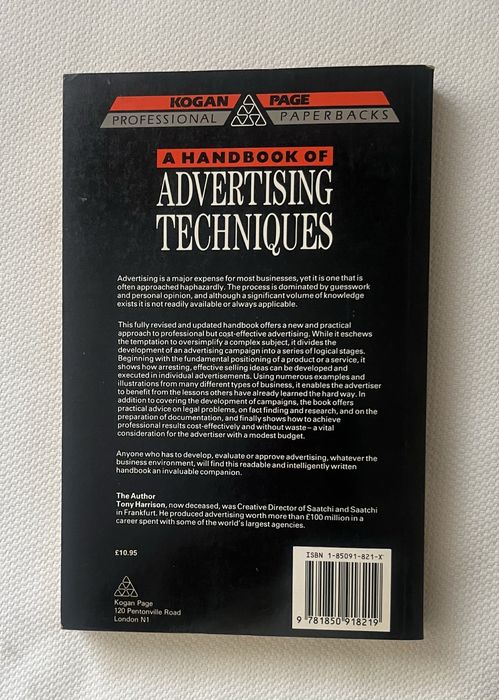 KOGAN PAGE
PROFESSIONAL PAPERBACKS
A HANDBOOK OF
ADVERTISING
TECHNIQUES
Advertising is a major expense for most businesses, yet it is one that is
often approached haphazardly. The process is dominated by guesswork
and personal opinion, and although a significant volume of knowledge
exists it is not readily available or always applicable.
This fully revised and updated handbook offers a new and practical
approach to professional but cost-effective advertising. While it eschews
the temptation to oversimplify a complex subject, it divides the
development of an advertising campaign into a series of logical stages.
Beginning with the fundamental positioning of a product or a service, it
shows how arresting, effective selling ideas can be developed and
executed in individual advertisements. Using numerous examples and
illustrations from many different types of business, it enables the advertiser
to benefit from the lessons others have already learned the hard way. In
addition to covering the development of campaigns, the book offers
practical advice on legal problems, on fact finding and research, and on the
preparation of documentation, and finally shows how to achieve
professional results cost-effectively and without waste – a vital
consideration for the advertiser with a modest budget.
Anyone who has to develop, evaluate or approve advertising, whatever the
business environment, will find this readable and intelligently written
handbook an invaluable companion.
The Author
Tony Harrison, now deceased, was Creative Director of Saatchi and Saatchi
in Frankfurt. He produced advertising worth more than £100 million in a
career spent with some of the world's largest agencies.
£10.95
ISBN 1-85091-821-X
Kogan Page
120 Pentonville Road
London N1
9 781850 918219